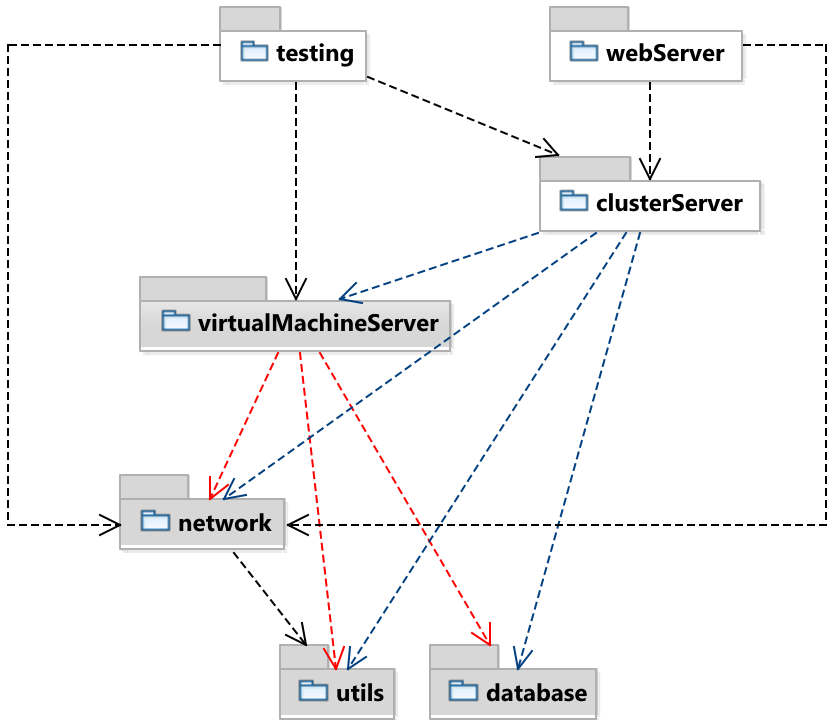 testing
webServer
clusterServer
virtualMachineServer
network
utils
database